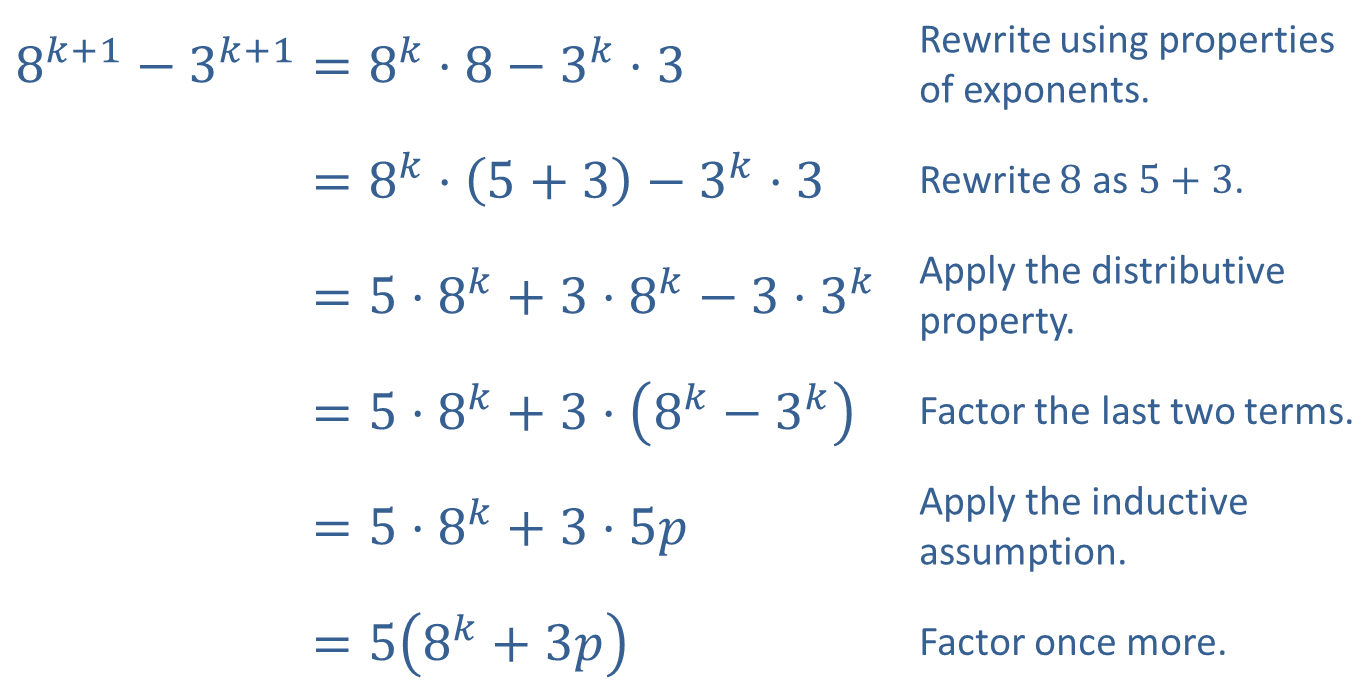 8^{k+1} − 3^{k+1} = 8^k · 8 − 3^k · 3
Rewrite using properties
of exponents.
= 8^k · (5 + 3) − 3^k · 3
Rewrite 8 as 5 + 3.
= 5 · 8^k + 3 · 8^k − 3 · 3^k
Apply the distributive
property.
= 5 · 8^k + 3 · (8^k − 3^k)
Factor the last two terms.
= 5 · 8^k + 3 · 5p
Apply the inductive
assumption.
= 5(8^k + 3p)
Factor once more.